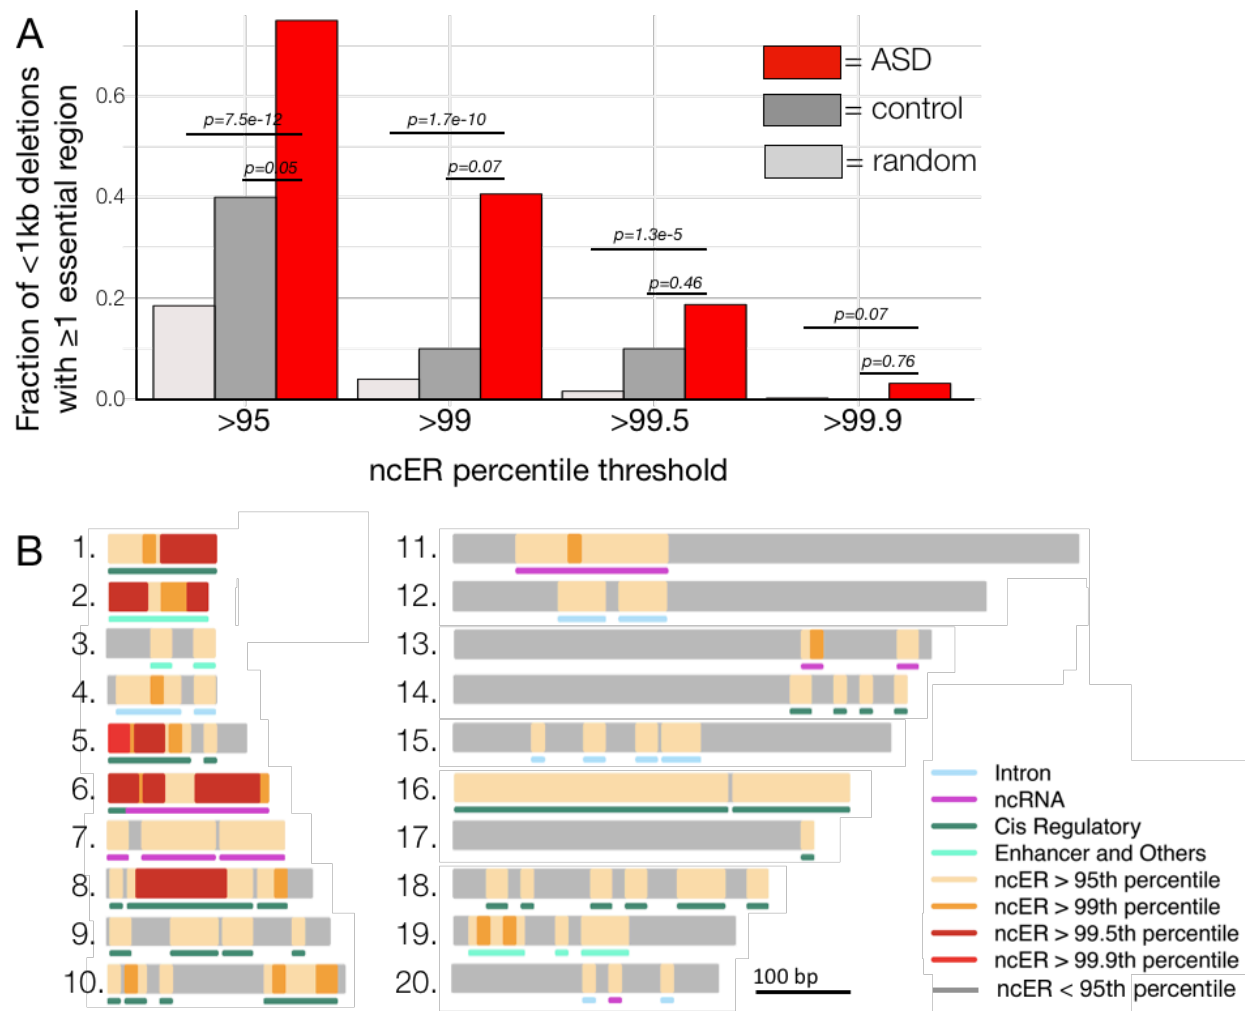 A
Fraction of <1kb deletions
with ≥1 essential region
0.6
0.4
0.2
0.0
p=7.5e-12
p=0.05
p=1.7e-10
p=0.07
p=1.3e-5
p=0.46
p=0.07
p=0.76
= ASD
= control
= random
>95
>99
>99.5
>99.9
ncER percentile threshold
B
1.
2.
3.
4.
5.
6.
7.
8.
9.
10.
11.
12.
13.
14.
15.
16.
17.
18.
19.
20.
100 bp
Intron
ncRNA
Cis Regulatory
Enhancer and Others
ncER > 95th percentile
ncER > 99th percentile
ncER > 99.5th percentile
ncER > 99.9th percentile
ncER < 95th percentile